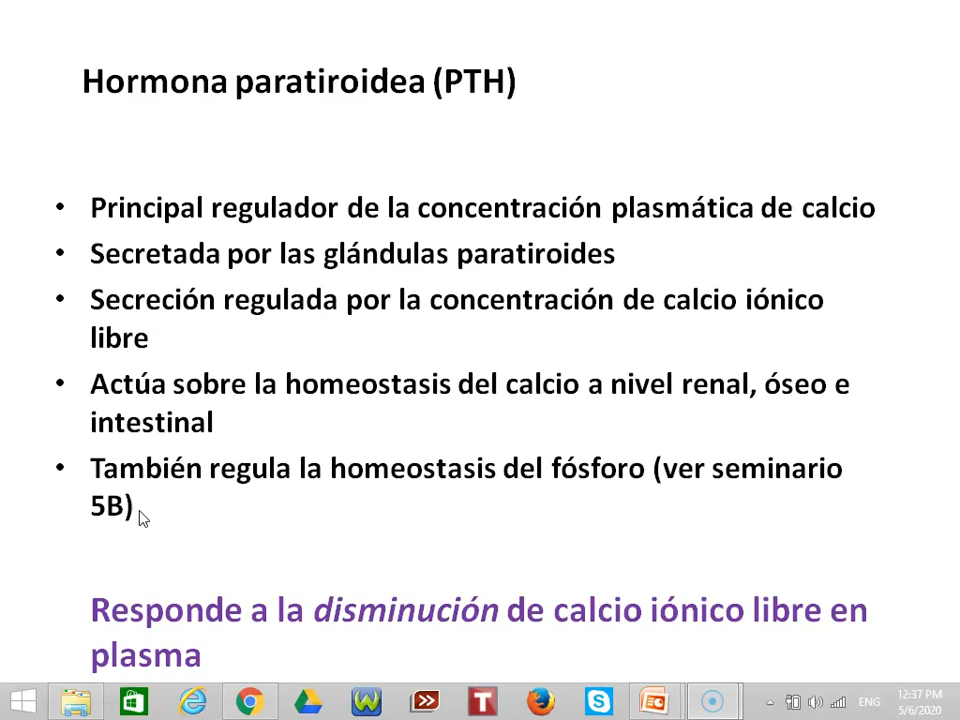 Hormona paratiroidea (PTH)
• Principal regulador de la concentración plasmática de calcio
• Secretada por las glándulas paratiroides
• Secreción regulada por la concentración de calcio iónico
libre
• Actúa sobre la homeostasis del calcio a nivel renal, óseo e
intestinal
• También regula la homeostasis del fósforo (ver seminario
5B)
Responde a la disminución de calcio iónico libre en
plasma
ENG
12:37 PM
5/6/2020